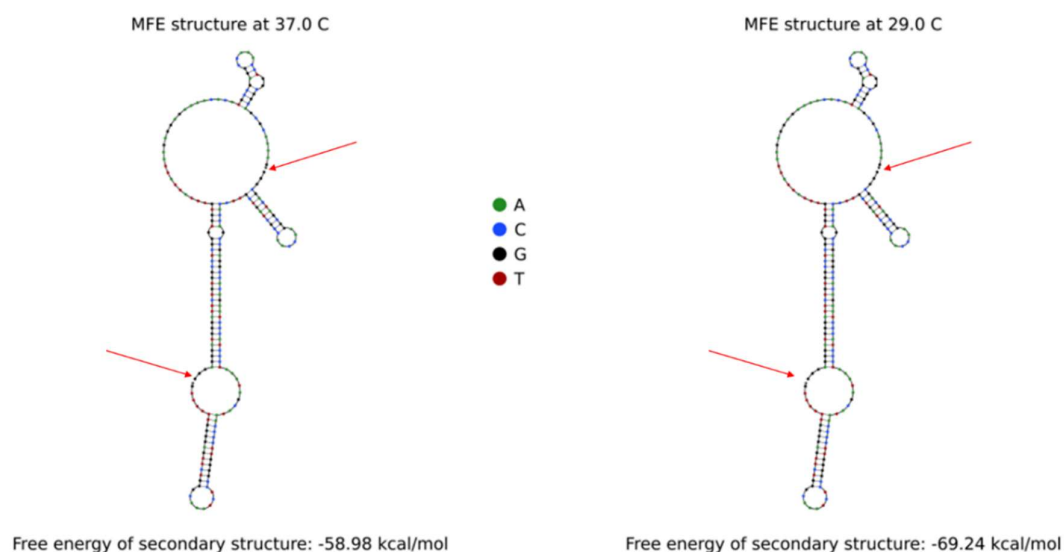 MFE structure at 37.0 C
MFE structure at 29.0 C
A
C
G
T
Free energy of secondary structure: -58.98 kcal/mol
Free energy of secondary structure: -69.24 kcal/mol